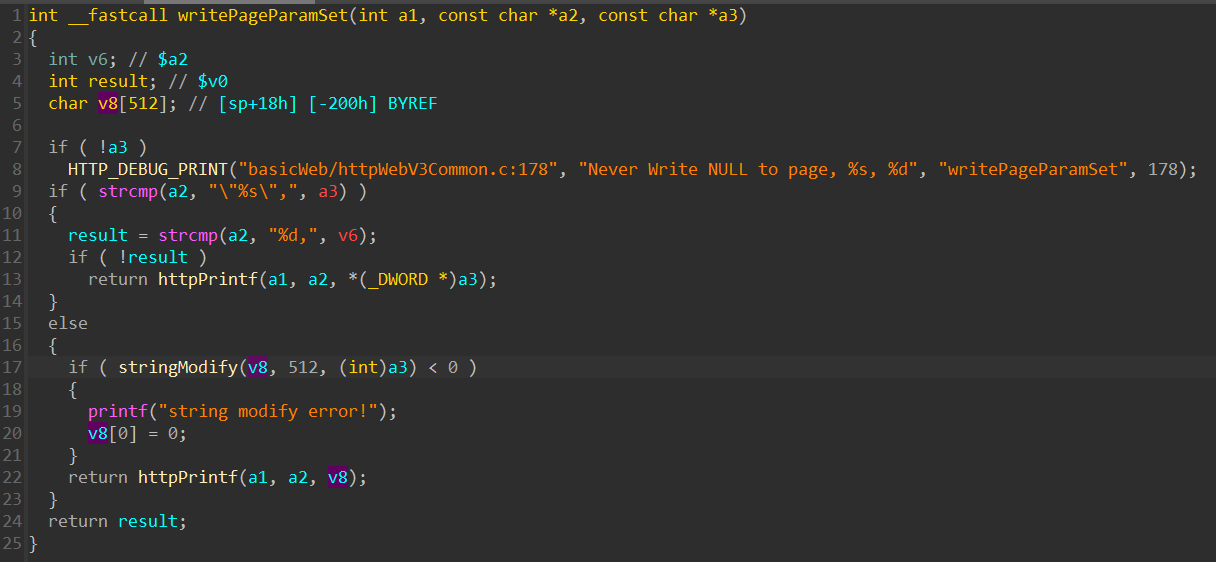 1 int __fastcall writePageParamSet(int a1, const char *a2, const char *a3)
2 {
3 int v6; // $a2
4 int result; // $v0
5 char v8[512]; // [sp+18h] [-200h] BYREF
6
7 if ( !a3 )
8 HTTP_DEBUG_PRINT("basicWeb/httpWebV3Common.c:178", "Never Write NULL to page, %s, %d", "writePageParamSet", 178);
9 if ( strcmp(a2, "\"%s\",", a3) )
10 {
11 result = strcmp(a2, "%d,", v6);
12 if ( !result )
13 return httpPrintf(a1, a2, *(_DWORD *)a3);
14 }
15 else
16 {
17 if ( stringModify(v8, 512, (int)a3) < 0 )
18 {
19 printf("string modify error!");
20 v8[0] = 0;
21 }
22 return httpPrintf(a1, a2, v8);
23 }
24 return result;
25 }